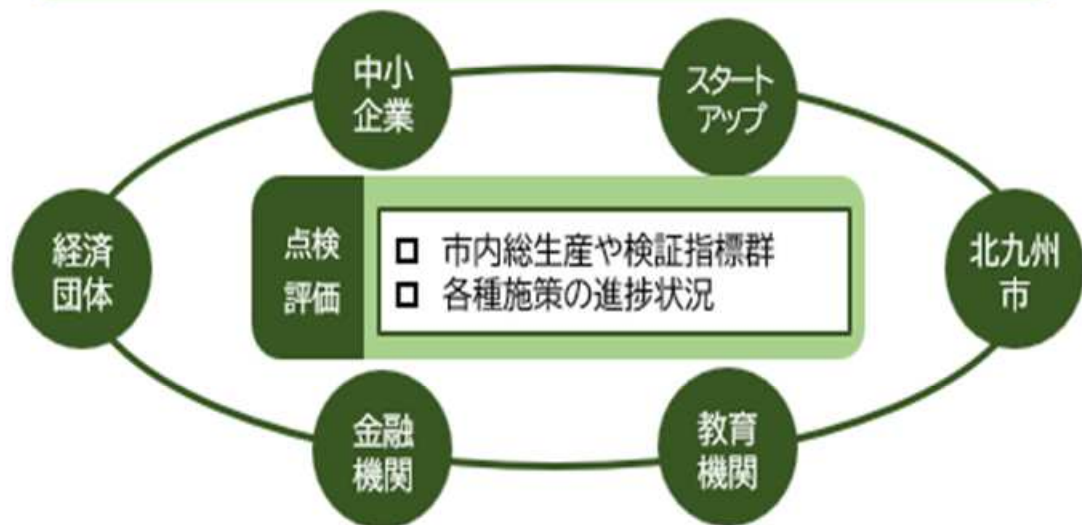 中小
企業
スタート
アップ
経済
団体
点検
評価
市内総生産や検証指標群
各種施策の進捗状況
北九州
市
金融
機関
教育
機関